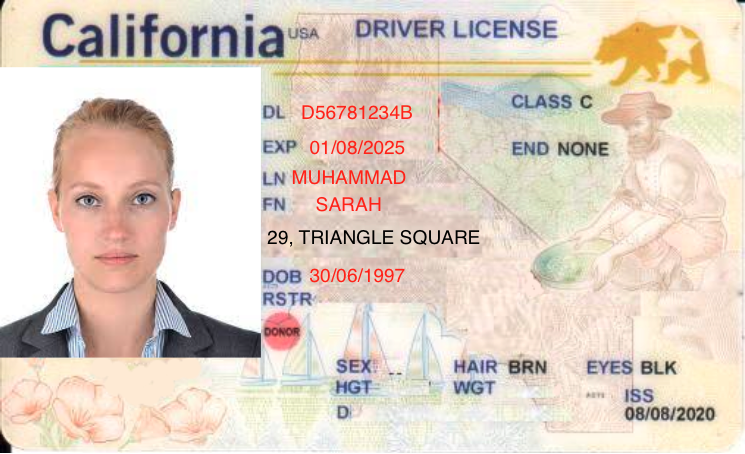 California USA DRIVER LICENSE
DL D56781234B CLASS C
EXP 01/08/2025 END NONE
LN MUHAMMAD
FN SARAH
29, TRIANGLE SQUARE
DOB 30/06/1997
RSTR
DONOR
SEX HAIR BRN EYES BLK
HGT WGT ISS
D 08/08/2020